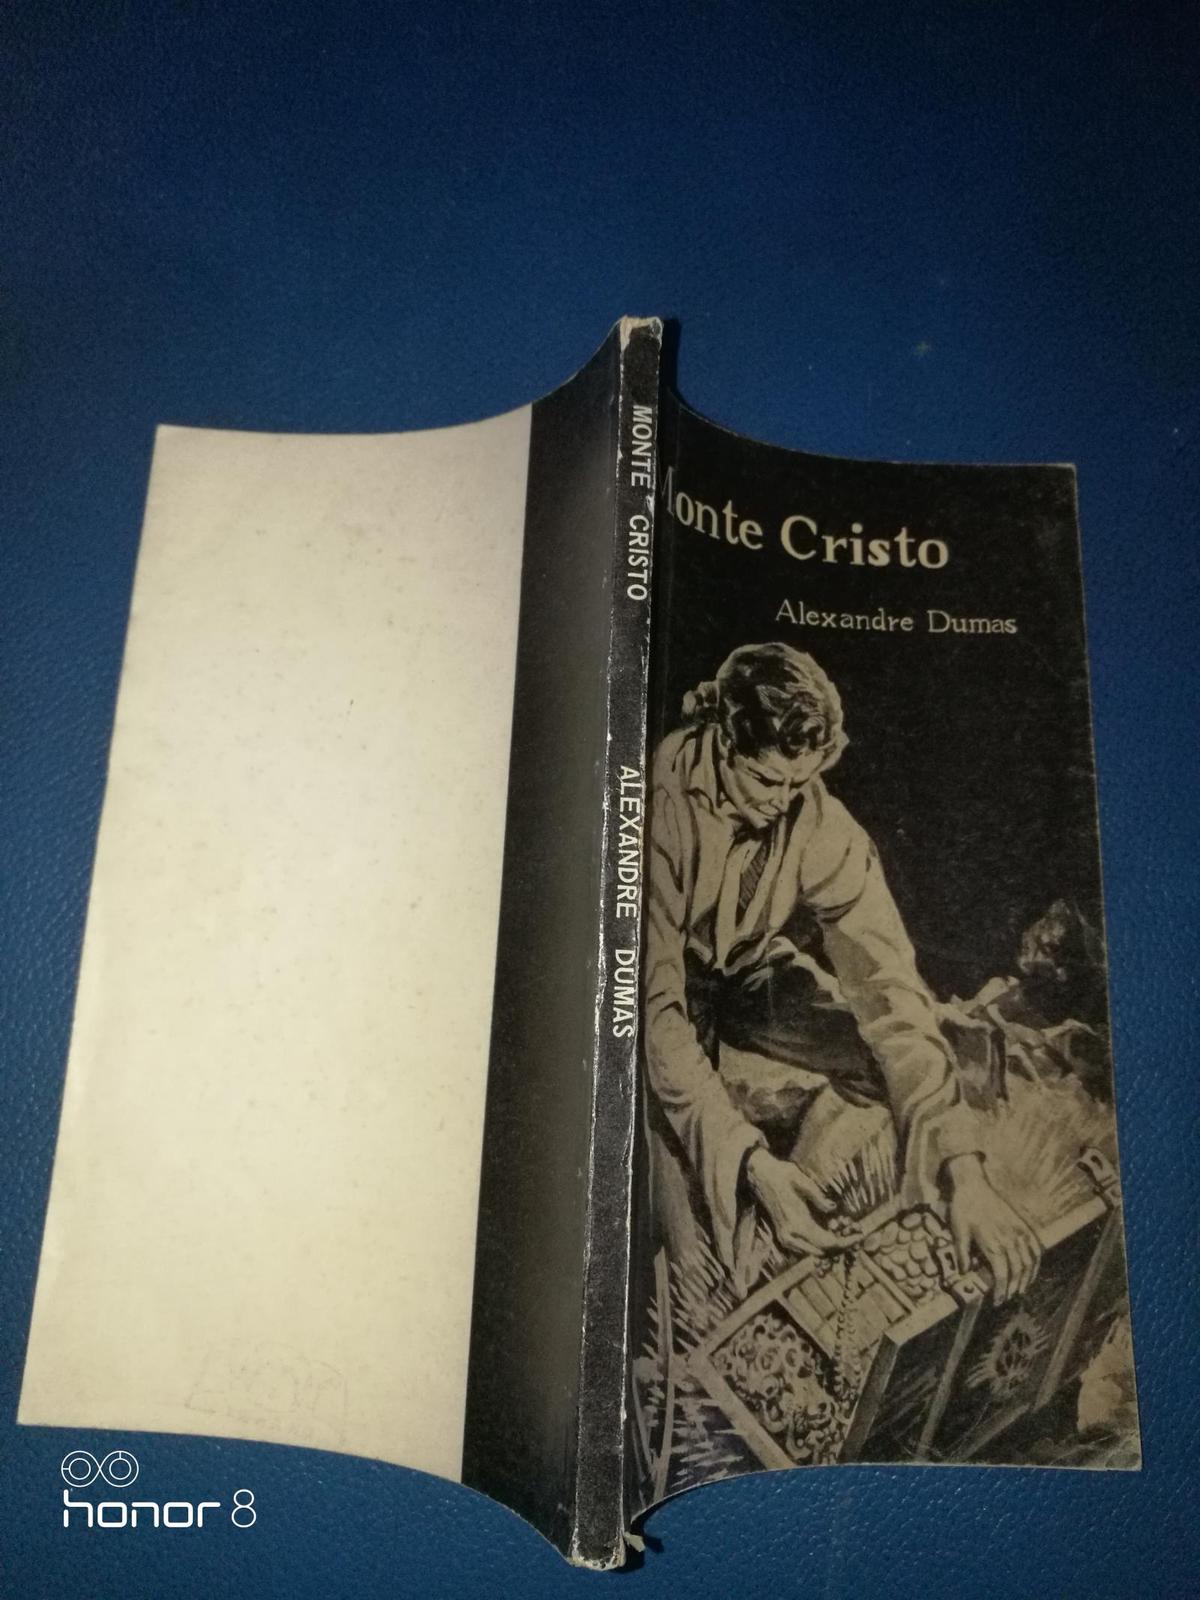 MONTE CRISTO ALEXANDRE DUMAS
Monte Cristo
Alexandre Dumas
honor 8